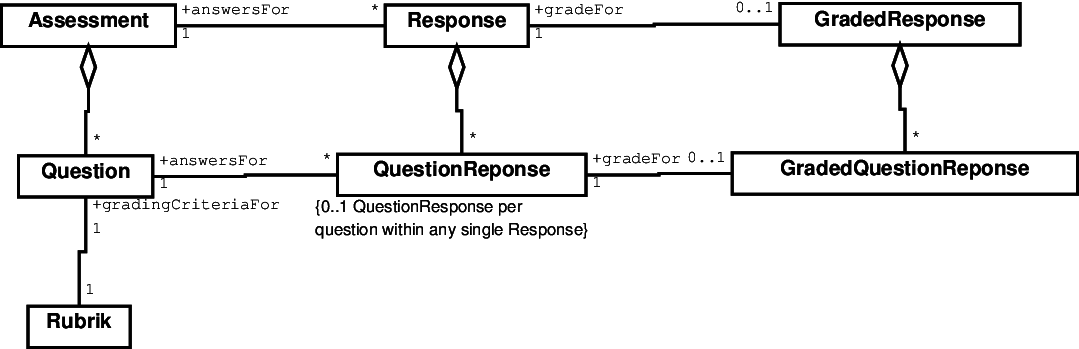 Assessment
+answersFor
*
1
Response
+gradeFor
0..1
1
GradedResponse
*
*
*
Question
+answersFor
*
1
QuestionReponse
+gradeFor
0..1
1
GradedQuestionReponse
+gradingCriteriaFor
1
{0..1 QuestionResponse per
question within any single Response}
1
Rubrik